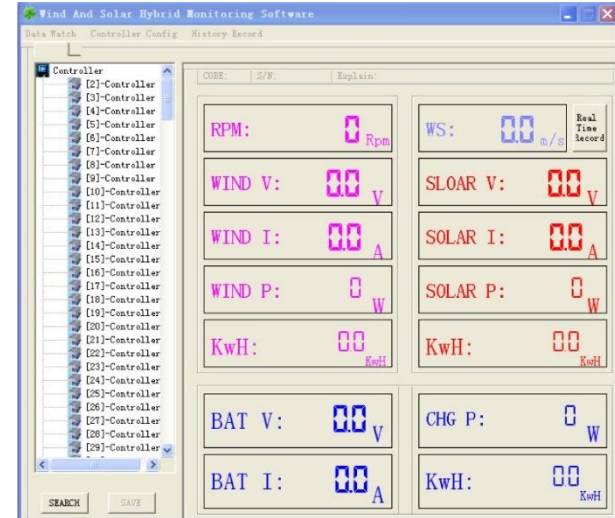 Wind And Solar Hybrid Monitoring Software
Data Watch Controller Config History Record
Controller
[2]-Controller
[3]-Controller
[4]-Controller
[5]-Controller
[6]-Controller
[7]-Controller
[8]-Controller
[9]-Controller
[10]-Controller
[11]-Controller
[12]-Controller
[13]-Controller
[14]-Controller
[15]-Controller
[16]-Controller
[17]-Controller
[18]-Controller
[19]-Controller
[20]-Controller
[21]-Controller
[22]-Controller
[23]-Controller
[24]-Controller
[25]-Controller
[26]-Controller
[27]-Controller
[28]-Controller
[29]-Controller
SEARCH SAVE
CODE: S/N: Explain:
RPM: 0 Rpm
WIND V: 0.0 V
WIND I: 0.0 A
WIND P: 0 W
KwH: 0.0 KwH
WS: 0.0 m/s
Real
Time
Record
SLOAR V: 0.0 V
SOLAR I: 0.0 A
SOLAR P: 0 W
KwH: 0.0 KwH
BAT V: 0.0 V
BAT I: 0.0 A
CHG P: 0 W
KwH: 0.0 KwH